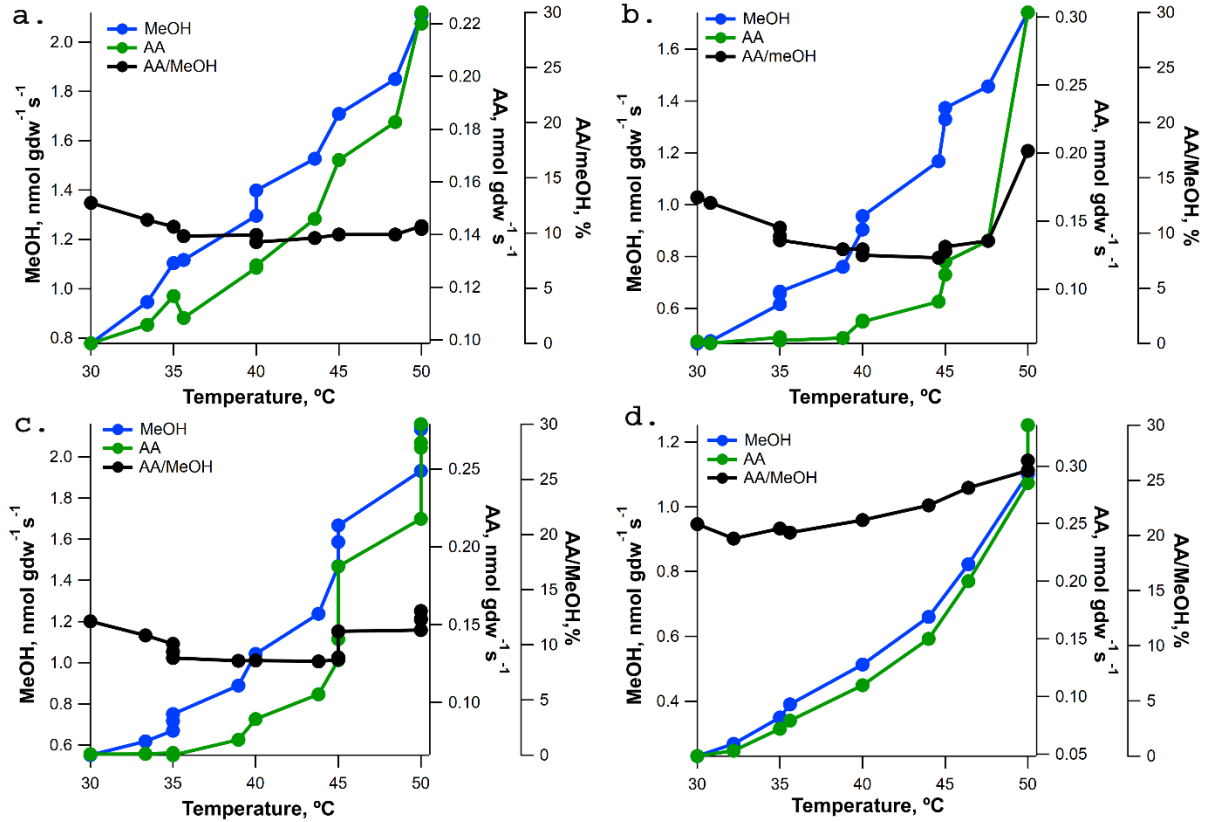 a.
MeOH
AA
AA/MeOH
MeOH, nmol gdw⁻¹ s⁻¹
2.0
1.8
1.6
1.4
1.2
1.0
0.8
0.22
0.20
0.18
0.16
0.14
0.12
0.10
AA, nmol gdw⁻¹ s⁻¹
30
25
20
15
10
5
0
AA/meOH, %
30 35 40 45 50
Temperature, ºC
b.
MeOH
AA
AA/meOH
MeOH, nmol gdw⁻¹ s⁻¹
1.6
1.4
1.2
1.0
0.8
0.6
0.30
0.25
0.20
0.15
0.10
AA, nmol gdw⁻¹ s⁻¹
30
20
10
0
AA/MeOH, %
30 35 40 45 50
Temperature, ºC
c.
MeOH
AA
AA/MeOH
MeOH, nmol gdw⁻¹ s⁻¹
2.0
1.8
1.6
1.4
1.2
1.0
0.8
0.6
0.25
0.20
0.15
0.10
AA, nmol gdw⁻¹ s⁻¹
30
25
20
15
10
5
0
AA/MeOH,%
30 35 40 45 50
Temperature, ºC
d.
MeOH
AA
AA/MeOH
MeOH, nmol gdw⁻¹ s⁻¹
1.2
1.0
0.8
0.6
0.4
0.30
0.25
0.20
0.15
0.10
0.05
AA, nmol gdw⁻¹ s⁻¹
30
25
20
15
10
5
0
AA/MeOH,%
30 35 40 45 50
Temperature, ºC